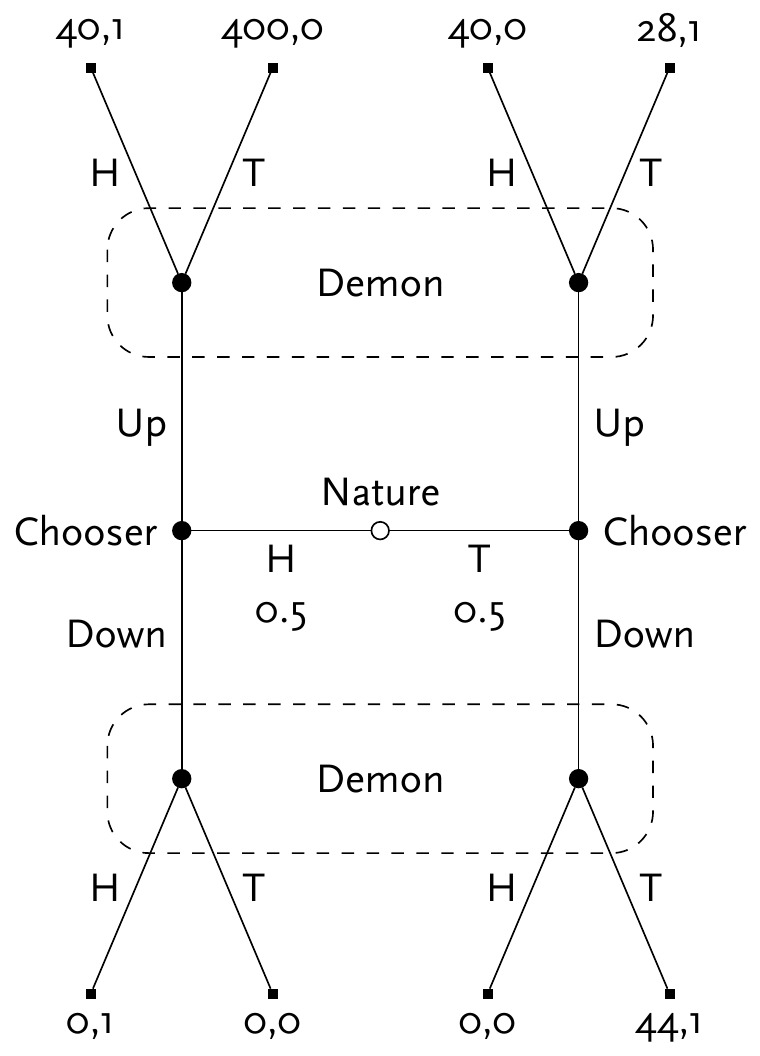 40,1 400,0 40,0 28,1
H T H T
Demon
Up Up
Nature
Chooser Chooser
H T
0.5 0.5
Down Down
Demon
H T H T
0,1 0,0 0,0 44,1